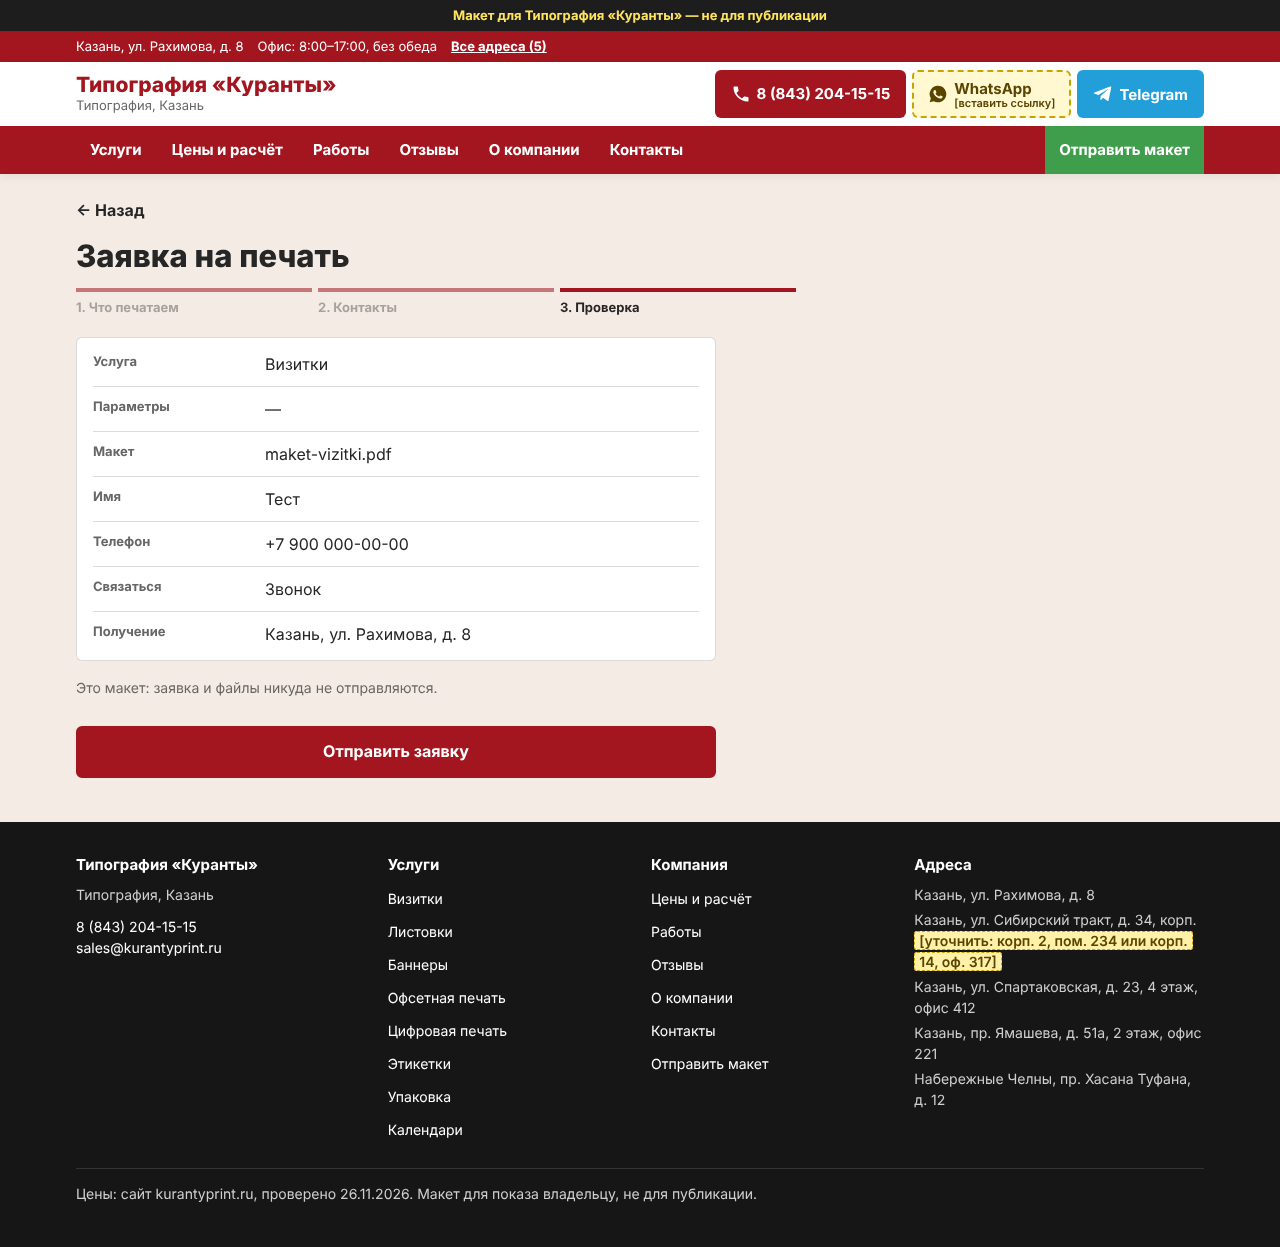 Макет для Типография «Куранты» — не для публикации
Казань, ул. Рахимова, д. 8 Офис: 8:00–17:00, без обеда Все адреса (5)
Типография «Куранты»
Типография, Казань
8 (843) 204-15-15
WhatsApp
[вставить ссылку]
Telegram
Услуги Цены и расчёт Работы Отзывы О компании Контакты Отправить макет
← Назад
Заявка на печать
1. Что печатаем 2. Контакты 3. Проверка
Услуга Визитки
Параметры —
Макет maket-vizitki.pdf
Имя Тест
Телефон +7 900 000-00-00
Связаться Звонок
Получение Казань, ул. Рахимова, д. 8
Это макет: заявка и файлы никуда не отправляются.
Отправить заявку
Типография «Куранты»
Типография, Казань
8 (843) 204-15-15
sales@kurantyprint.ru
Услуги
Визитки
Листовки
Баннеры
Офсетная печать
Цифровая печать
Этикетки
Упаковка
Календари
Компания
Цены и расчёт
Работы
Отзывы
О компании
Контакты
Отправить макет
Адреса
Казань, ул. Рахимова, д. 8
Казань, ул. Сибирский тракт, д. 34, корп.
[уточнить: корп. 2, пом. 234 или корп.
14, оф. 317]
Казань, ул. Спартаковская, д. 23, 4 этаж,
офис 412
Казань, пр. Ямашева, д. 51а, 2 этаж, офис
221
Набережные Челны, пр. Хасана Туфана,
д. 12
Цены: сайт kurantyprint.ru, проверено 26.11.2026. Макет для показа владельцу, не для публикации.